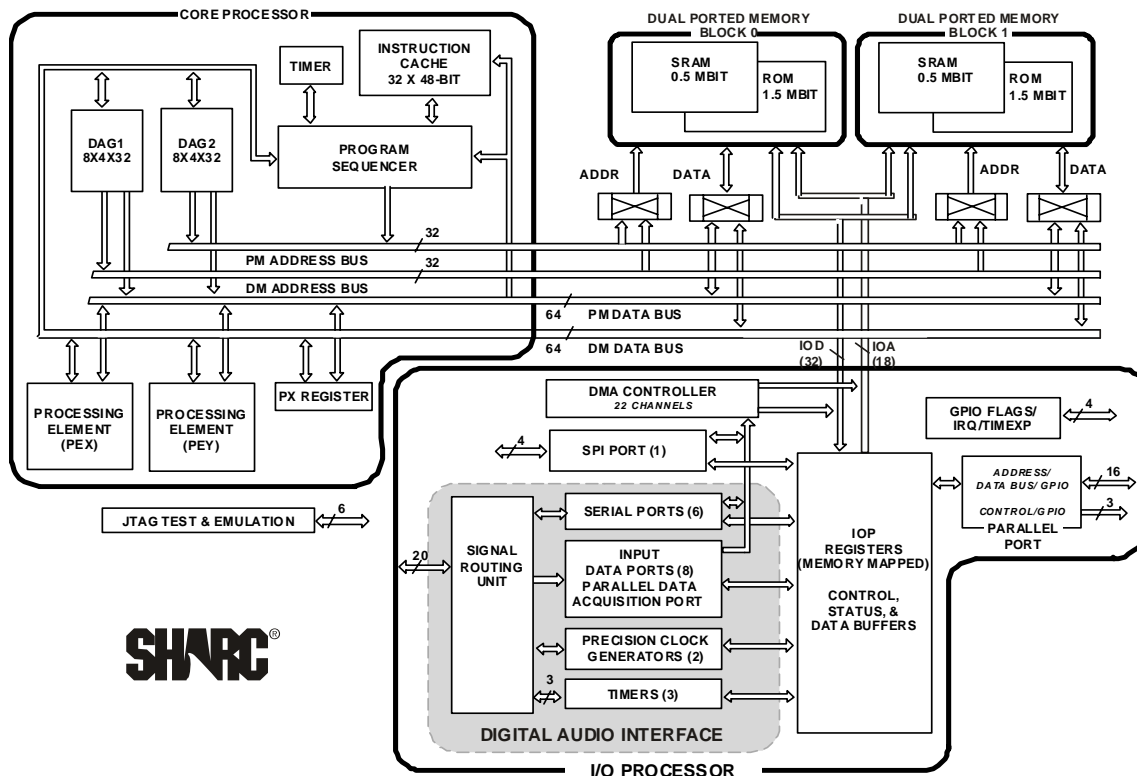 CORE PROCESSOR
TIMER
INSTRUCTION
CACHE
32 X 48-BIT
DAG1
8X4X32
DAG2
8X4X32
PROGRAM
SEQUENCER
DUAL PORTED MEMORY
BLOCK 0
SRAM
0.5 MBIT
ROM
1.5 MBIT
DUAL PORTED MEMORY
BLOCK 1
SRAM
0.5 MBIT
ROM
1.5 MBIT
ADDR
DATA
ADDR
DATA
32
PM ADDRESS BUS
32
DM ADDRESS BUS
64
PM DATA BUS
64
DM DATA BUS
IOD
(32)
IOA
(18)
PROCESSING
ELEMENT
(PEX)
PROCESSING
ELEMENT
(PEY)
PX REGISTER
JTAG TEST & EMULATION
6
DMA CONTROLLER
22 CHANNELS
4
SPI PORT (1)
GPIO FLAGS/
IRQ/TIMEXP
4
ADDRESS/
DATA BUS/ GPIO
CONTROL/GPIO
PARALLEL
PORT
16
3
20
SIGNAL
ROUTING
UNIT
SERIAL PORTS (6)
INPUT
DATA PORTS (8)
PARALLEL DATA
ACQUISITION PORT
PRECISION CLOCK
GENERATORS (2)
3
TIMERS (3)
IOP
REGISTERS
(MEMORY MAPPED)
CONTROL,
STATUS, &
DATA BUFFERS
DIGITAL AUDIO INTERFACE
I/O PROCESSOR
SHARC®